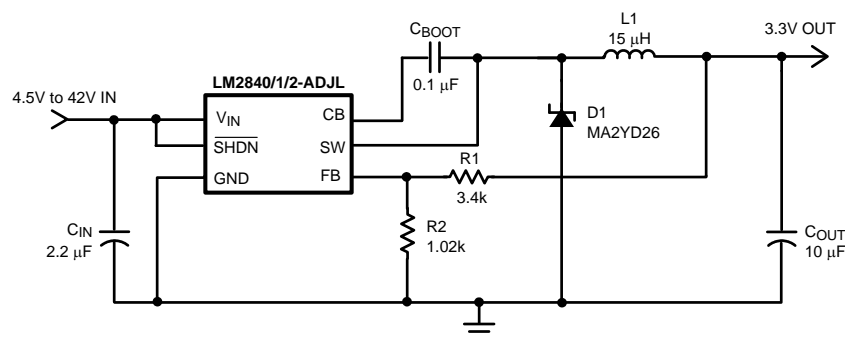 CBOOT
0.1 µF
L1
15 µH
3.3V OUT
LM2840/1/2-ADJL
4.5V to 42V IN
VIN
CB
SHDN
SW
GND
FB
D1
MA2YD26
R1
3.4k
R2
1.02k
CIN
2.2 µF
COUT
10 µF